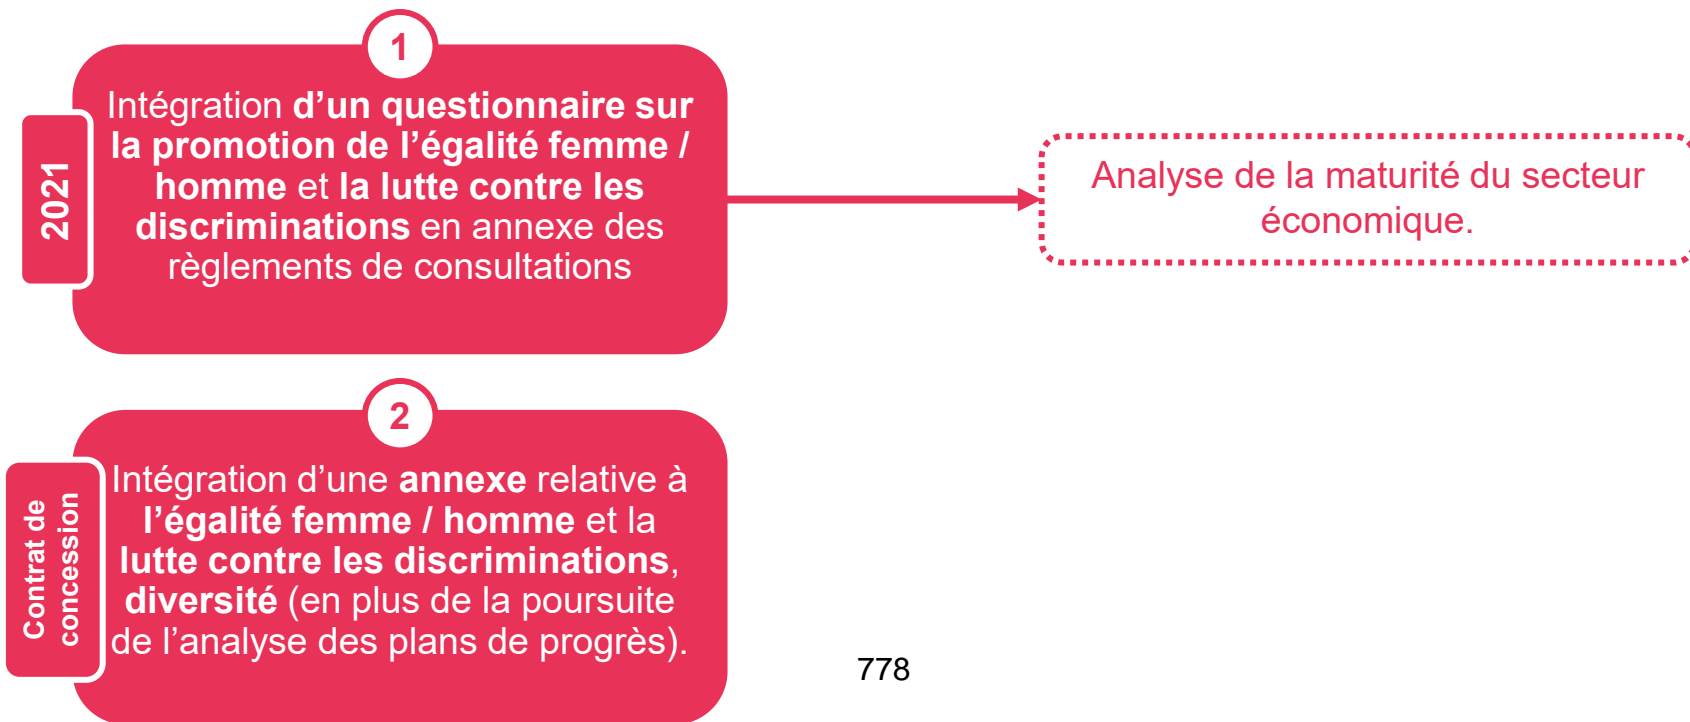 1
2021
Intégration d’un questionnaire sur
la promotion de l’égalité femme /
homme et la lutte contre les
discriminations en annexe des
règlements de consultations
Analyse de la maturité du secteur
économique.
2
Contrat de
concession
Intégration d’une annexe relative à
l’égalité femme / homme et la
lutte contre les discriminations,
diversité (en plus de la poursuite
de l’analyse des plans de progrès).
778